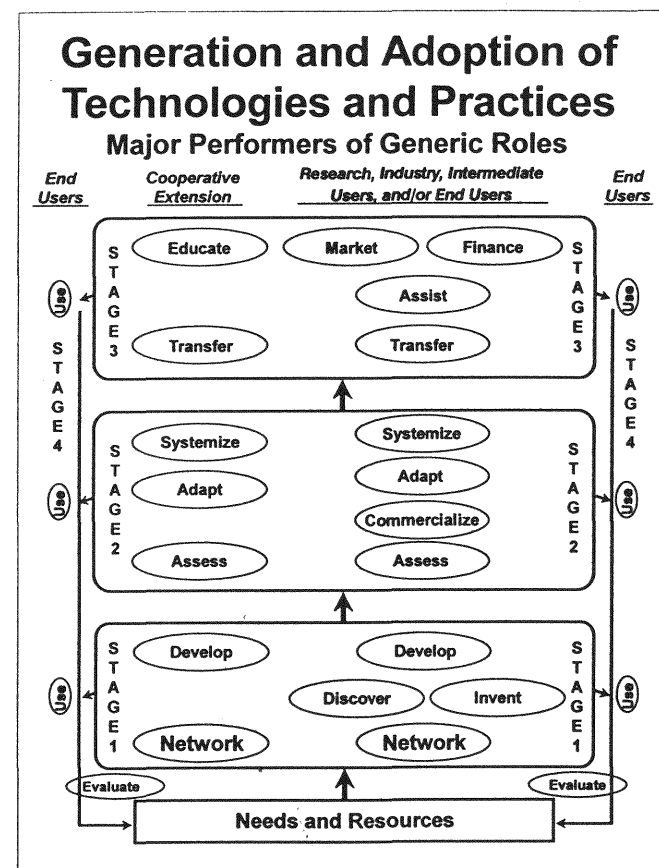 Generation and Adoption of
Technologies and Practices
Major Performers of Generic Roles
End
Users
Cooperative
Extension
Research, Industry, Intermediate
Users, and/or End Users
End
Users
STAGE 3
Educate
Market
Finance
STAGE 3
Use
Assist
Use
Transfer
Transfer
STAGE 4
STAGE 4
STAGE 2
Systemize
Systemize
STAGE 2
Use
Adapt
Adapt
Use
Commercialize
Assess
Assess
STAGE 1
Develop
Develop
STAGE 1
Use
Discover
Invent
Use
Network
Network
Evaluate
Evaluate
Needs and Resources